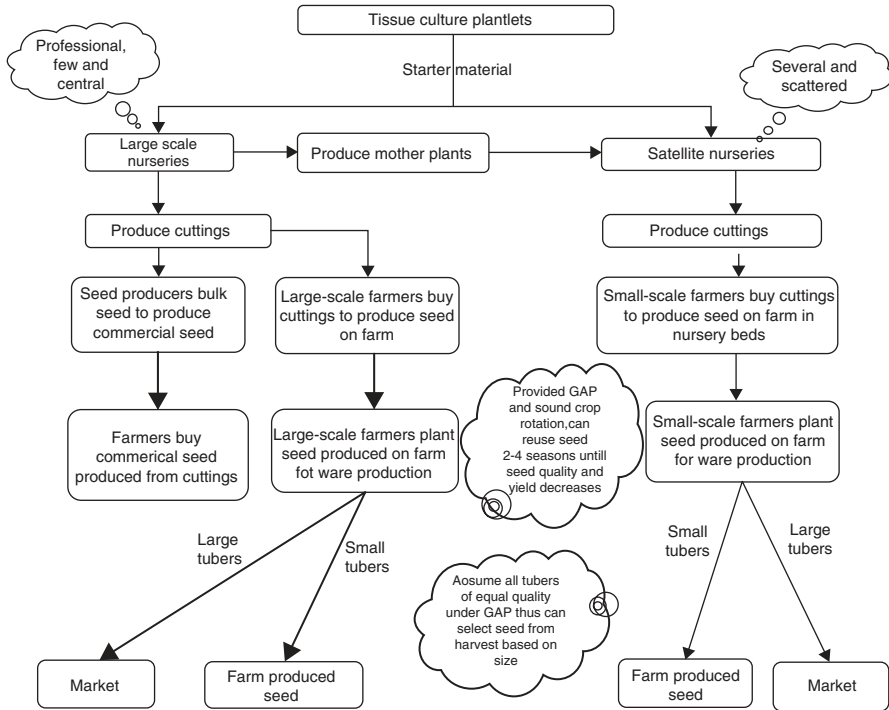 Tissue culture plantlets
Professional,
few and
central
Starter material
Several and
scattered
Large scale
nurseries
Produce mother plants
Satellite nurseries
Produce cuttings
Produce cuttings
Seed producers bulk
seed to produce
commercial seed
Large-scale farmers buy
cuttings to produce seed
on farm
Small-scale farmers buy cuttings
to produce seed on farm in
nursery beds
Farmers buy
commerical seed
produced from cuttings
Large-scale farmers plant
seed produced on farm
fot ware production
Provided GAP
and sound crop
rotation,can
reuse seed
2-4 seasons untill
seed quality and
yield decreases
Small-scale farmers plant
seed produced on farm
for ware production
Large
tubers
Small
tubers
Small
tubers
Large
tubers
Aosume all tubers
of equal quality
under GAP thus can
select seed from
harvest based on
size
Market
Farm produced
seed
Farm produced
seed
Market